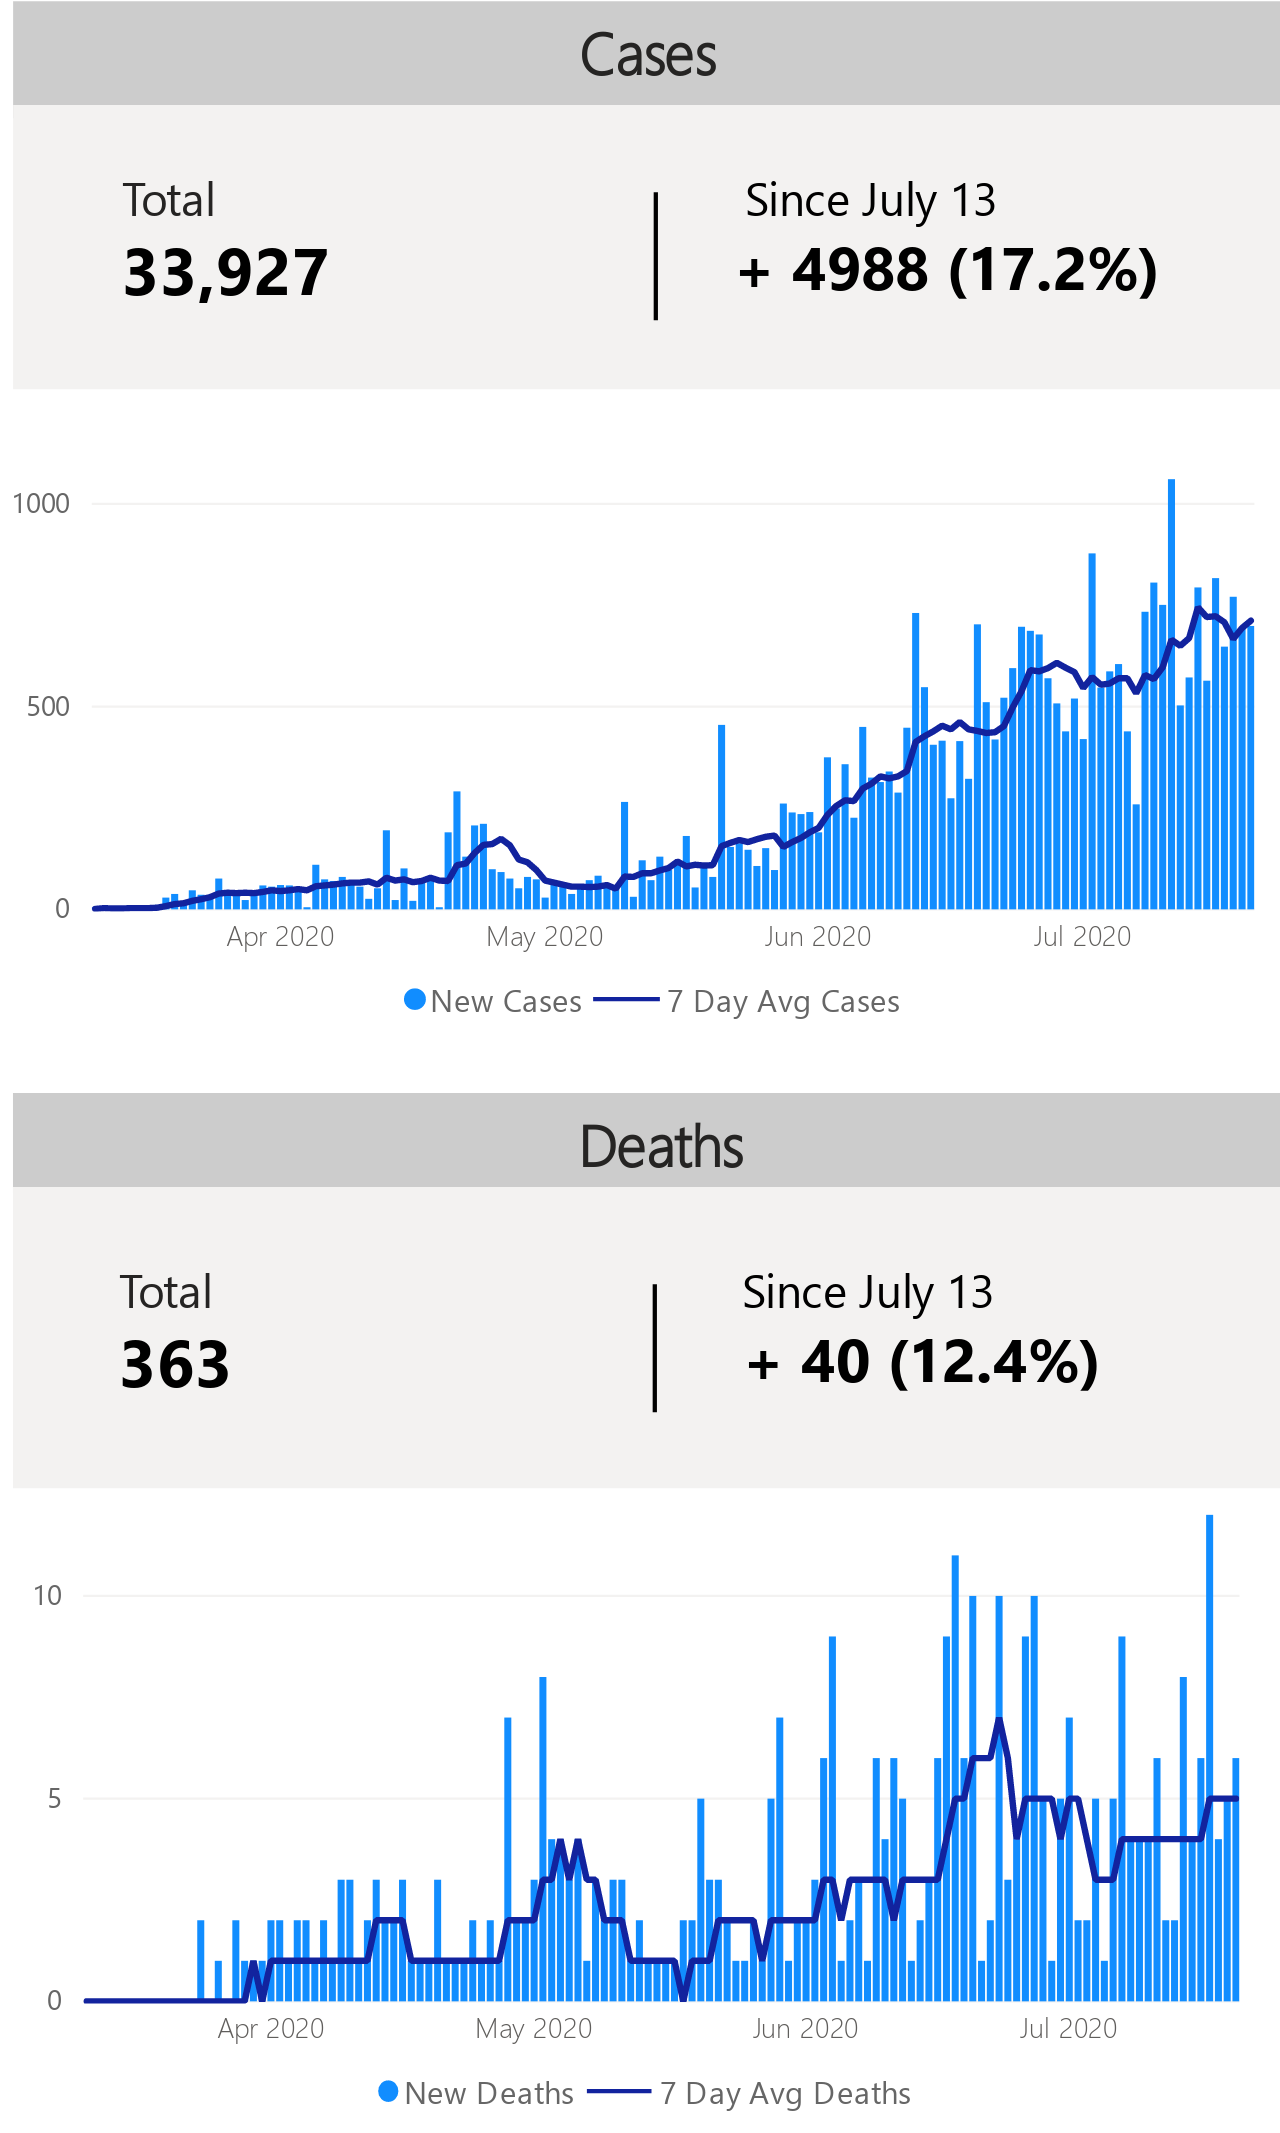 Cases
Total
Since July 13
33,927
+ 4988 (17.2%)
1000
500
0
Apr 2020
May 2020
Jun 2020
Jul 2020
New Cases
7 Day Avg Cases
Deaths
Total
Since July 13
363
+ 40 (12.4%)
10
5
0
Apr 2020
May 2020
Jun 2020
Jul 2020
New Deaths
7 Day Avg Deaths